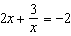 2x + 3/x = −2